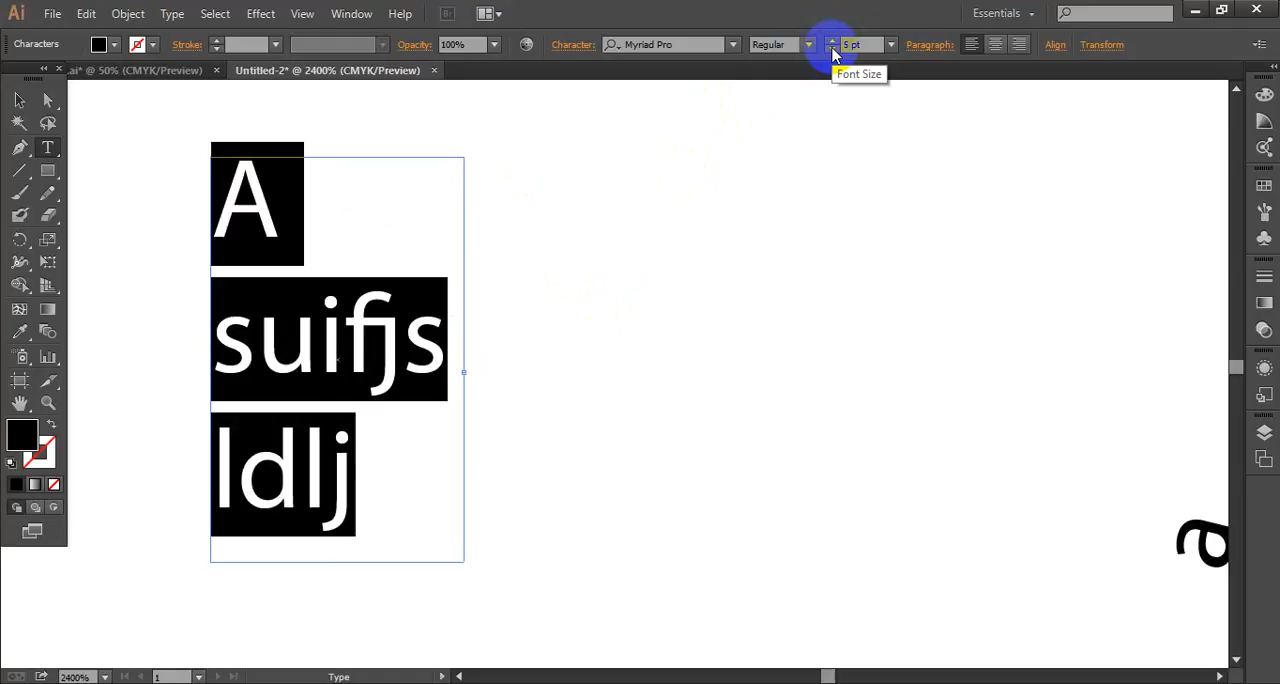 Ai File Edit Object Type Select Effect View Window Help Br Essentials
Characters Stroke: Opacity: 100% Character: Myriad Pro Regular 5 pt Paragraph: Align Transform
.ai* @ 50% (CMYK/Preview) × Untitled-2* @ 2400% (CMYK/Preview) ×
Font Size
A
suifjs
ldlj
a
2400% 1 Type